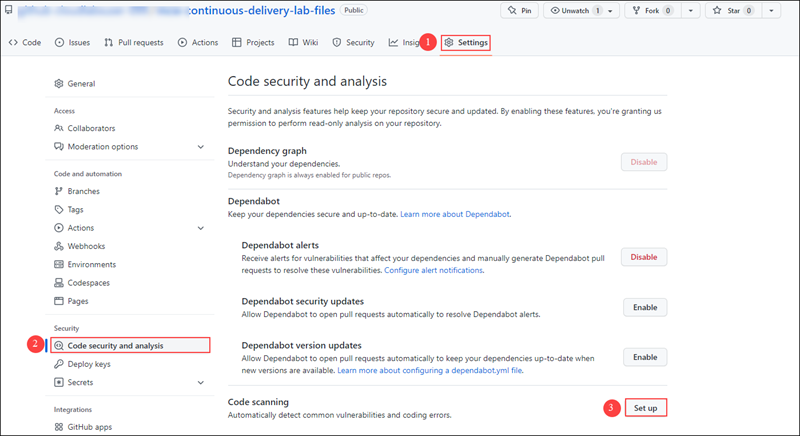 continuous-delivery-lab-files Public
Pin Unwatch 1 Fork 0 Star 0
Code Issues Pull requests Actions Projects Wiki Security 1 Settings
General
Access
Collaborators
Moderation options
Code and automation
Branches
Tags
Actions
Webhooks
Environments
Codespaces
Pages
Security
2 Code security and analysis
Deploy keys
Secrets
Integrations
GitHub apps
Code security and analysis
Security and analysis features help keep your repository secure and updated. By enabling these features, you're granting us
permission to perform read-only analysis on your repository.
Dependency graph
Understand your dependencies.
Dependency graph is always enabled for public repos.
Disable
Dependabot
Keep your dependencies secure and up-to-date. Learn more about Dependabot.
Dependabot alerts
Receive alerts for vulnerabilities that affect your dependencies and manually generate Dependabot pull
requests to resolve these vulnerabilities. Configure alert notifications.
Disable
Dependabot security updates
Allow Dependabot to open pull requests automatically to resolve Dependabot alerts.
Enable
Dependabot version updates
Allow Dependabot to open pull requests automatically to keep your dependencies up-to-date when
new versions are available. Learn more about configuring a dependabot.yml file.
Enable
Code scanning
Automatically detect common vulnerabilities and coding errors.
3 Set up